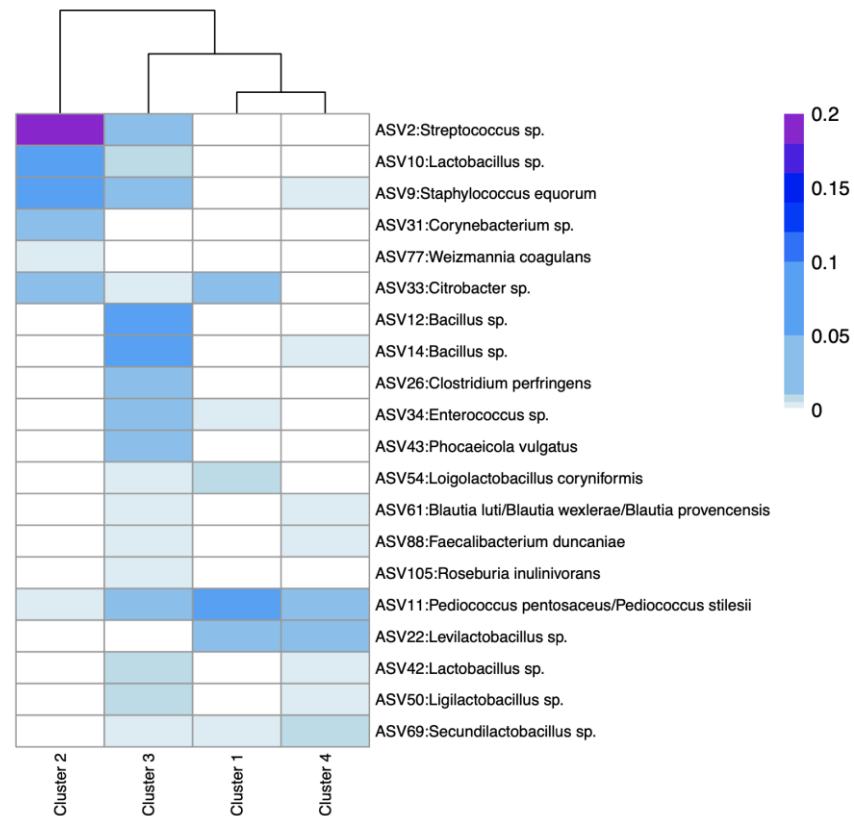 ASV2:Streptococcus sp.
ASV10:Lactobacillus sp.
ASV9:Staphylococcus equorum
ASV31:Corynebacterium sp.
ASV77:Weizmannia coagulans
ASV33:Citrobacter sp.
ASV12:Bacillus sp.
ASV14:Bacillus sp.
ASV26:Clostridium perfringens
ASV34:Enterococcus sp.
ASV43:Phocaeicola vulgatus
ASV54:Loigolactobacillus coryniformis
ASV61:Blautia luti/Blautia wexlerae/Blautia provencensis
ASV88:Faecalibacterium duncaniae
ASV105:Roseburia inulinivorans
ASV11:Pediococcus pentosaceus/Pediococcus stilesii
ASV22:Levilactobacillus sp.
ASV42:Lactobacillus sp.
ASV50:Ligilactobacillus sp.
ASV69:Secundilactobacillus sp.
Cluster 2
Cluster 3
Cluster 1
Cluster 4
0.2
0.15
0.1
0.05
0